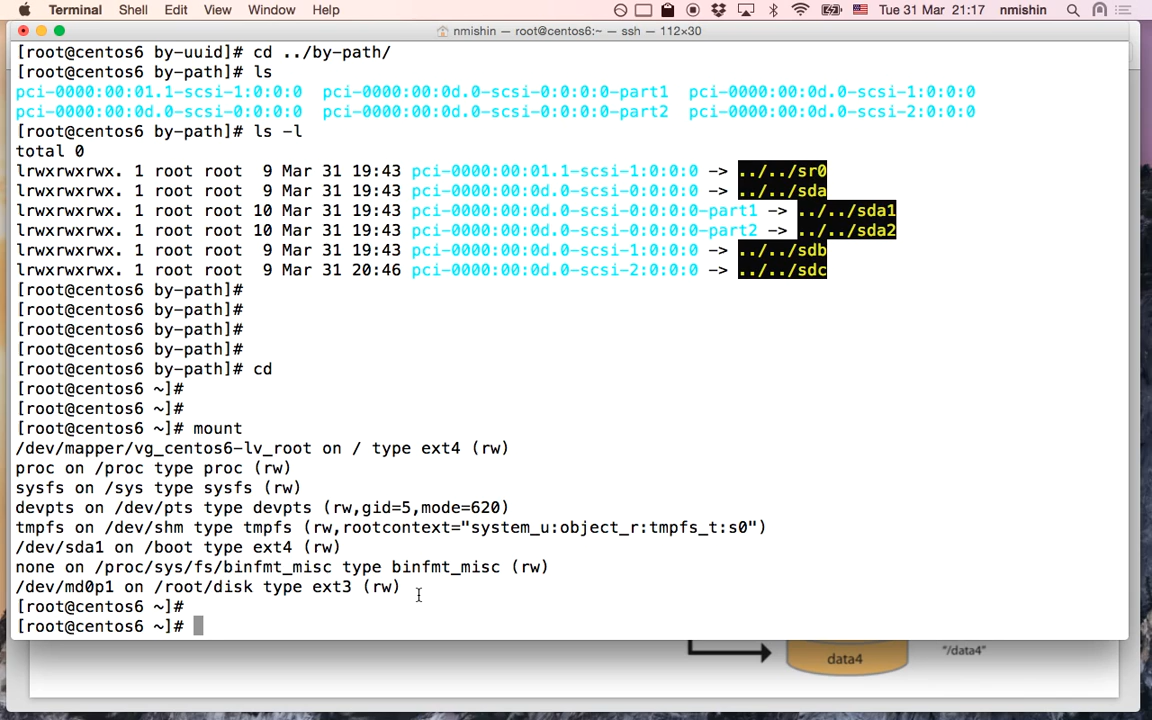 Terminal Shell Edit View Window Help Tue 31 Mar 21:17 nmishin
nmishin — root@centos6:~ — ssh — 112×30
[root@centos6 by-uuid]# cd ../by-path/
[root@centos6 by-path]# ls
pci-0000:00:01.1-scsi-1:0:0:0  pci-0000:00:0d.0-scsi-0:0:0:0-part1  pci-0000:00:0d.0-scsi-1:0:0:0
pci-0000:00:0d.0-scsi-0:0:0:0  pci-0000:00:0d.0-scsi-0:0:0:0-part2  pci-0000:00:0d.0-scsi-2:0:0:0
[root@centos6 by-path]# ls -l
total 0
lrwxrwxrwx. 1 root root  9 Mar 31 19:43 pci-0000:00:01.1-scsi-1:0:0:0 -> ../../sr0
lrwxrwxrwx. 1 root root  9 Mar 31 19:43 pci-0000:00:0d.0-scsi-0:0:0:0 -> ../../sda
lrwxrwxrwx. 1 root root 10 Mar 31 19:43 pci-0000:00:0d.0-scsi-0:0:0:0-part1 -> ../../sda1
lrwxrwxrwx. 1 root root 10 Mar 31 19:43 pci-0000:00:0d.0-scsi-0:0:0:0-part2 -> ../../sda2
lrwxrwxrwx. 1 root root  9 Mar 31 19:43 pci-0000:00:0d.0-scsi-1:0:0:0 -> ../../sdb
lrwxrwxrwx. 1 root root  9 Mar 31 20:46 pci-0000:00:0d.0-scsi-2:0:0:0 -> ../../sdc
[root@centos6 by-path]#
[root@centos6 by-path]#
[root@centos6 by-path]#
[root@centos6 by-path]#
[root@centos6 by-path]# cd
[root@centos6 ~]#
[root@centos6 ~]#
[root@centos6 ~]# mount
/dev/mapper/vg_centos6-lv_root on / type ext4 (rw)
proc on /proc type proc (rw)
sysfs on /sys type sysfs (rw)
devpts on /dev/pts type devpts (rw,gid=5,mode=620)
tmpfs on /dev/shm type tmpfs (rw,rootcontext="system_u:object_r:tmpfs_t:s0")
/dev/sda1 on /boot type ext4 (rw)
none on /proc/sys/fs/binfmt_misc type binfmt_misc (rw)
/dev/md0p1 on /root/disk type ext3 (rw)
[root@centos6 ~]#
[root@centos6 ~]#
data4 "/data4"